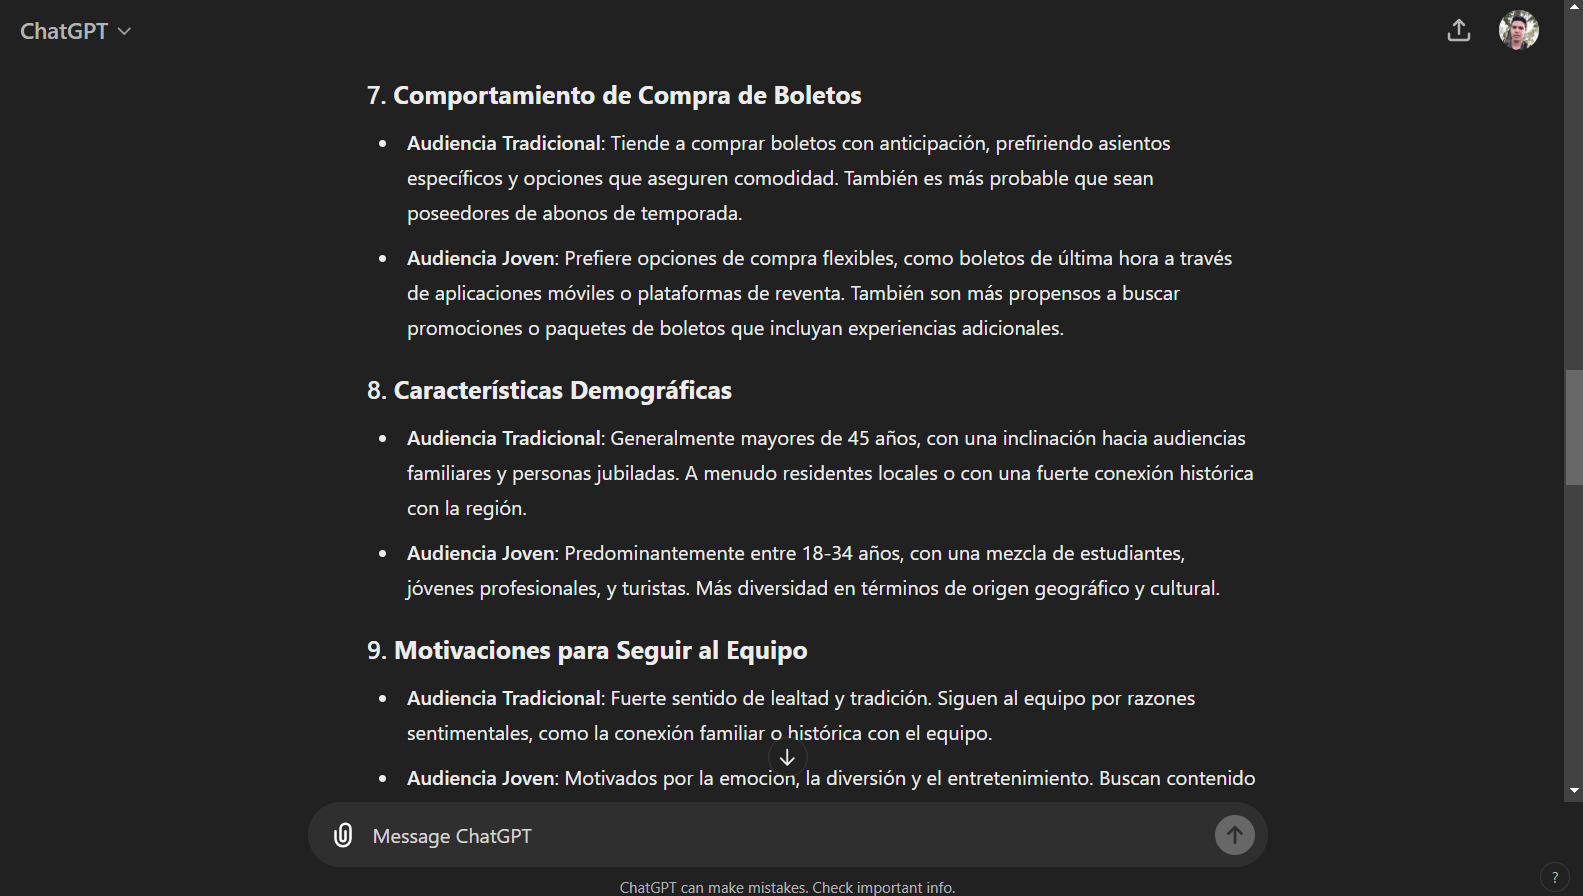 ChatGPT
7. Comportamiento de Compra de Boletos
• Audiencia Tradicional: Tiende a comprar boletos con anticipación, prefiriendo asientos
específicos y opciones que aseguren comodidad. También es más probable que sean
poseedores de abonos de temporada.
• Audiencia Joven: Prefiere opciones de compra flexibles, como boletos de última hora a través
de aplicaciones móviles o plataformas de reventa. También son más propensos a buscar
promociones o paquetes de boletos que incluyan experiencias adicionales.
8. Características Demográficas
• Audiencia Tradicional: Generalmente mayores de 45 años, con una inclinación hacia audiencias
familiares y personas jubiladas. A menudo residentes locales o con una fuerte conexión histórica
con la región.
• Audiencia Joven: Predominantemente entre 18-34 años, con una mezcla de estudiantes,
jóvenes profesionales, y turistas. Más diversidad en términos de origen geográfico y cultural.
9. Motivaciones para Seguir al Equipo
• Audiencia Tradicional: Fuerte sentido de lealtad y tradición. Siguen al equipo por razones
sentimentales, como la conexión familiar o histórica con el equipo.
• Audiencia Joven: Motivados por la emoción, la diversión y el entretenimiento. Buscan contenido
Message ChatGPT
ChatGPT can make mistakes. Check important info.
?